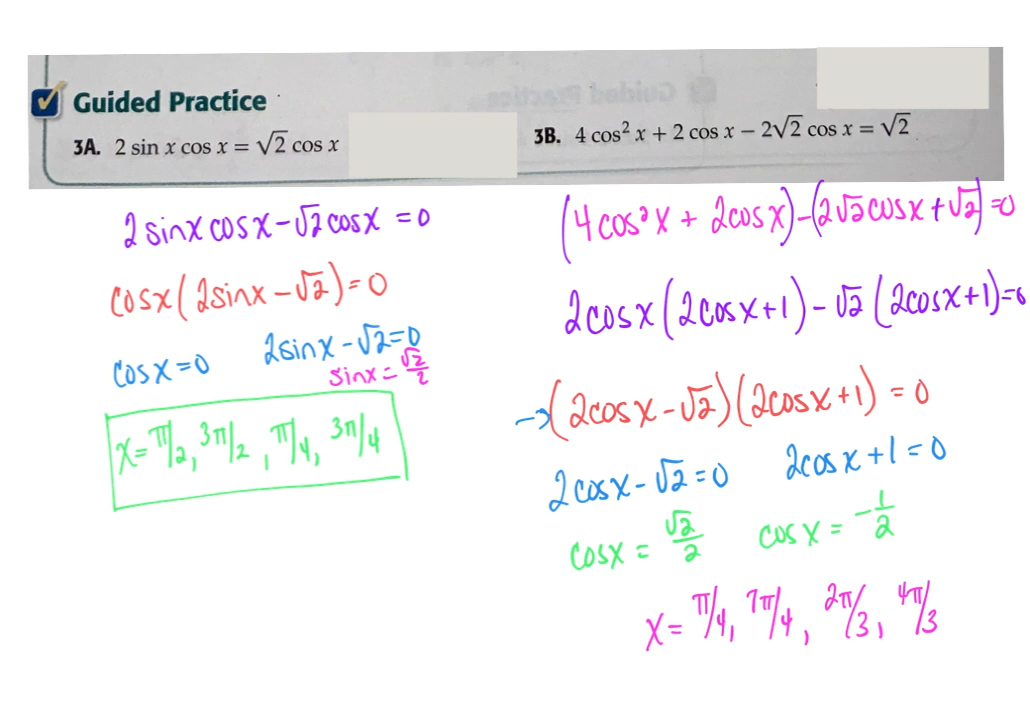 Guided Practice
3A. 2 sin x cos x = √2 cos x
3B. 4 cos² x + 2 cos x − 2√2 cos x = √2
2 sinx cosx − √2 cosx = 0
cosx(2sinx − √2) = 0
cosx = 0 2sinx − √2 = 0
sinx = √2/2
x = π/2, 3π/2, π/4, 3π/4
(4cos²x + 2cosx) − (2√2cosx + √2) = 0
2cosx(2cosx + 1) − √2(2cosx + 1) = 0
→(2cosx − √2)(2cosx + 1) = 0
2cosx − √2 = 0 2cosx + 1 = 0
cosx = √2/2 cosx = −1/2
x = π/4, 7π/4, 2π/3, 4π/3